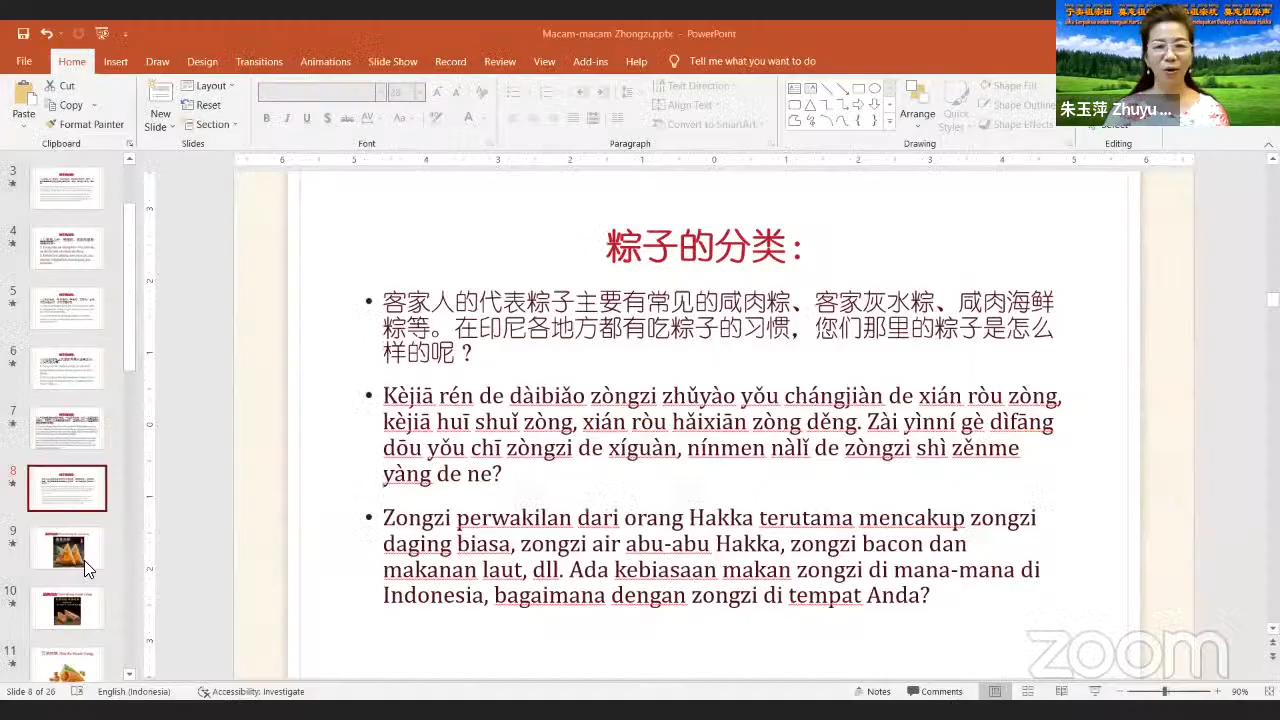 Macam-macam Zhongzi.pptx - PowerPoint
File Home Insert Draw Design Transitions Animations Slide Show Record Review View Add-ins Help Tell me what you want to do
Cut
Copy
Format Painter
Clipboard
New
Slide
Layout
Reset
Section
Slides
Font
Text Direction
Align Text
Convert to SmartArt
Paragraph
Arrange
Quick
Styles
Shape Fill
Shape Outline
Shape Effects
Drawing
Select
Editing
朱玉萍 Zhuyu...
粽子的分类：
• 客家人的代表粽子主要有常见的咸肉粽、客家灰水粽、咸肉海鲜
粽等。在印尼各地方都有吃粽子的习惯，您们那里的粽子是怎么
样的呢？
• Kèjiā rén de dàibiǎo zòngzi zhǔyào yǒu chángjiàn de xián ròu zòng,
kèjiā huī shuǐ zòng, xián ròu hǎixiān zòng děng. Zài yìnní gè dìfāng
dōu yǒu chī zòngzi de xíguàn, nínmen nàlǐ de zòngzi shì zěnme
yàng de ne?
• Zongzi perwakilan dari orang Hakka terutama mencakup zongzi
daging biasa, zongzi air abu-abu Hakka, zongzi bacon dan
makanan laut, dll. Ada kebiasaan makan zongzi di mana-mana di
Indonesia, bagaimana dengan zongzi di tempat Anda?
7
8
9
10
11
zoom
Slide 8 of 26 English (Indonesia) Accessibility: Investigate Notes Comments 90%